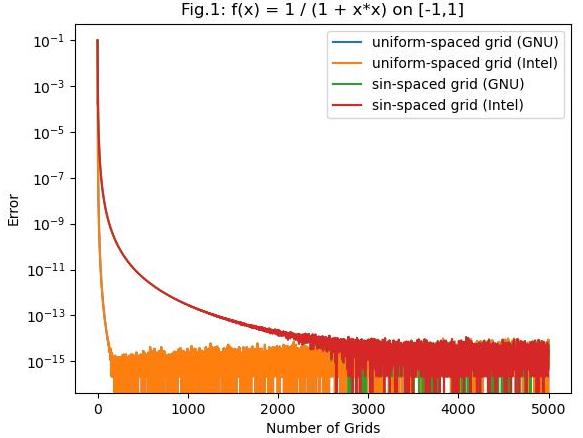 Fig.1: f(x) = 1 / (1 + x*x) on [-1,1]
uniform-spaced grid (GNU)
uniform-spaced grid (Intel)
sin-spaced grid (GNU)
sin-spaced grid (Intel)
10⁻¹
10⁻³
10⁻⁵
10⁻⁷
10⁻⁹
10⁻¹¹
10⁻¹³
10⁻¹⁵
Error
0 1000 2000 3000 4000 5000
Number of Grids